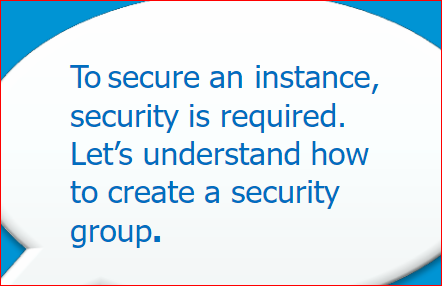 To secure an instance,
security is required.
Let’s understand how
to create a security
group.